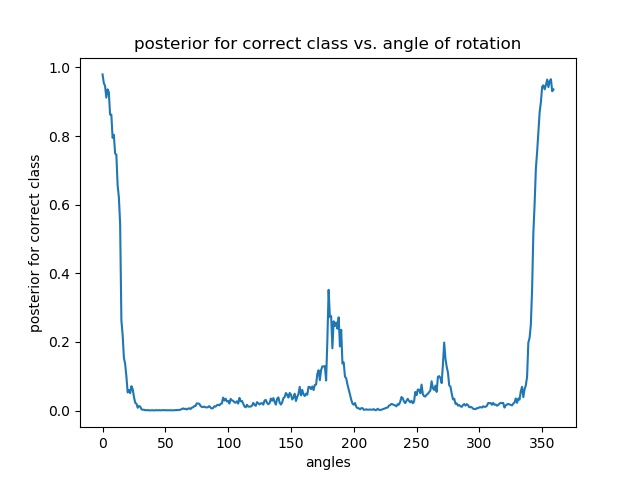 posterior for correct class vs. angle of rotation
1.0
0.8
0.6
0.4
0.2
0.0
posterior for correct class
0 50 100 150 200 250 300 350
angles